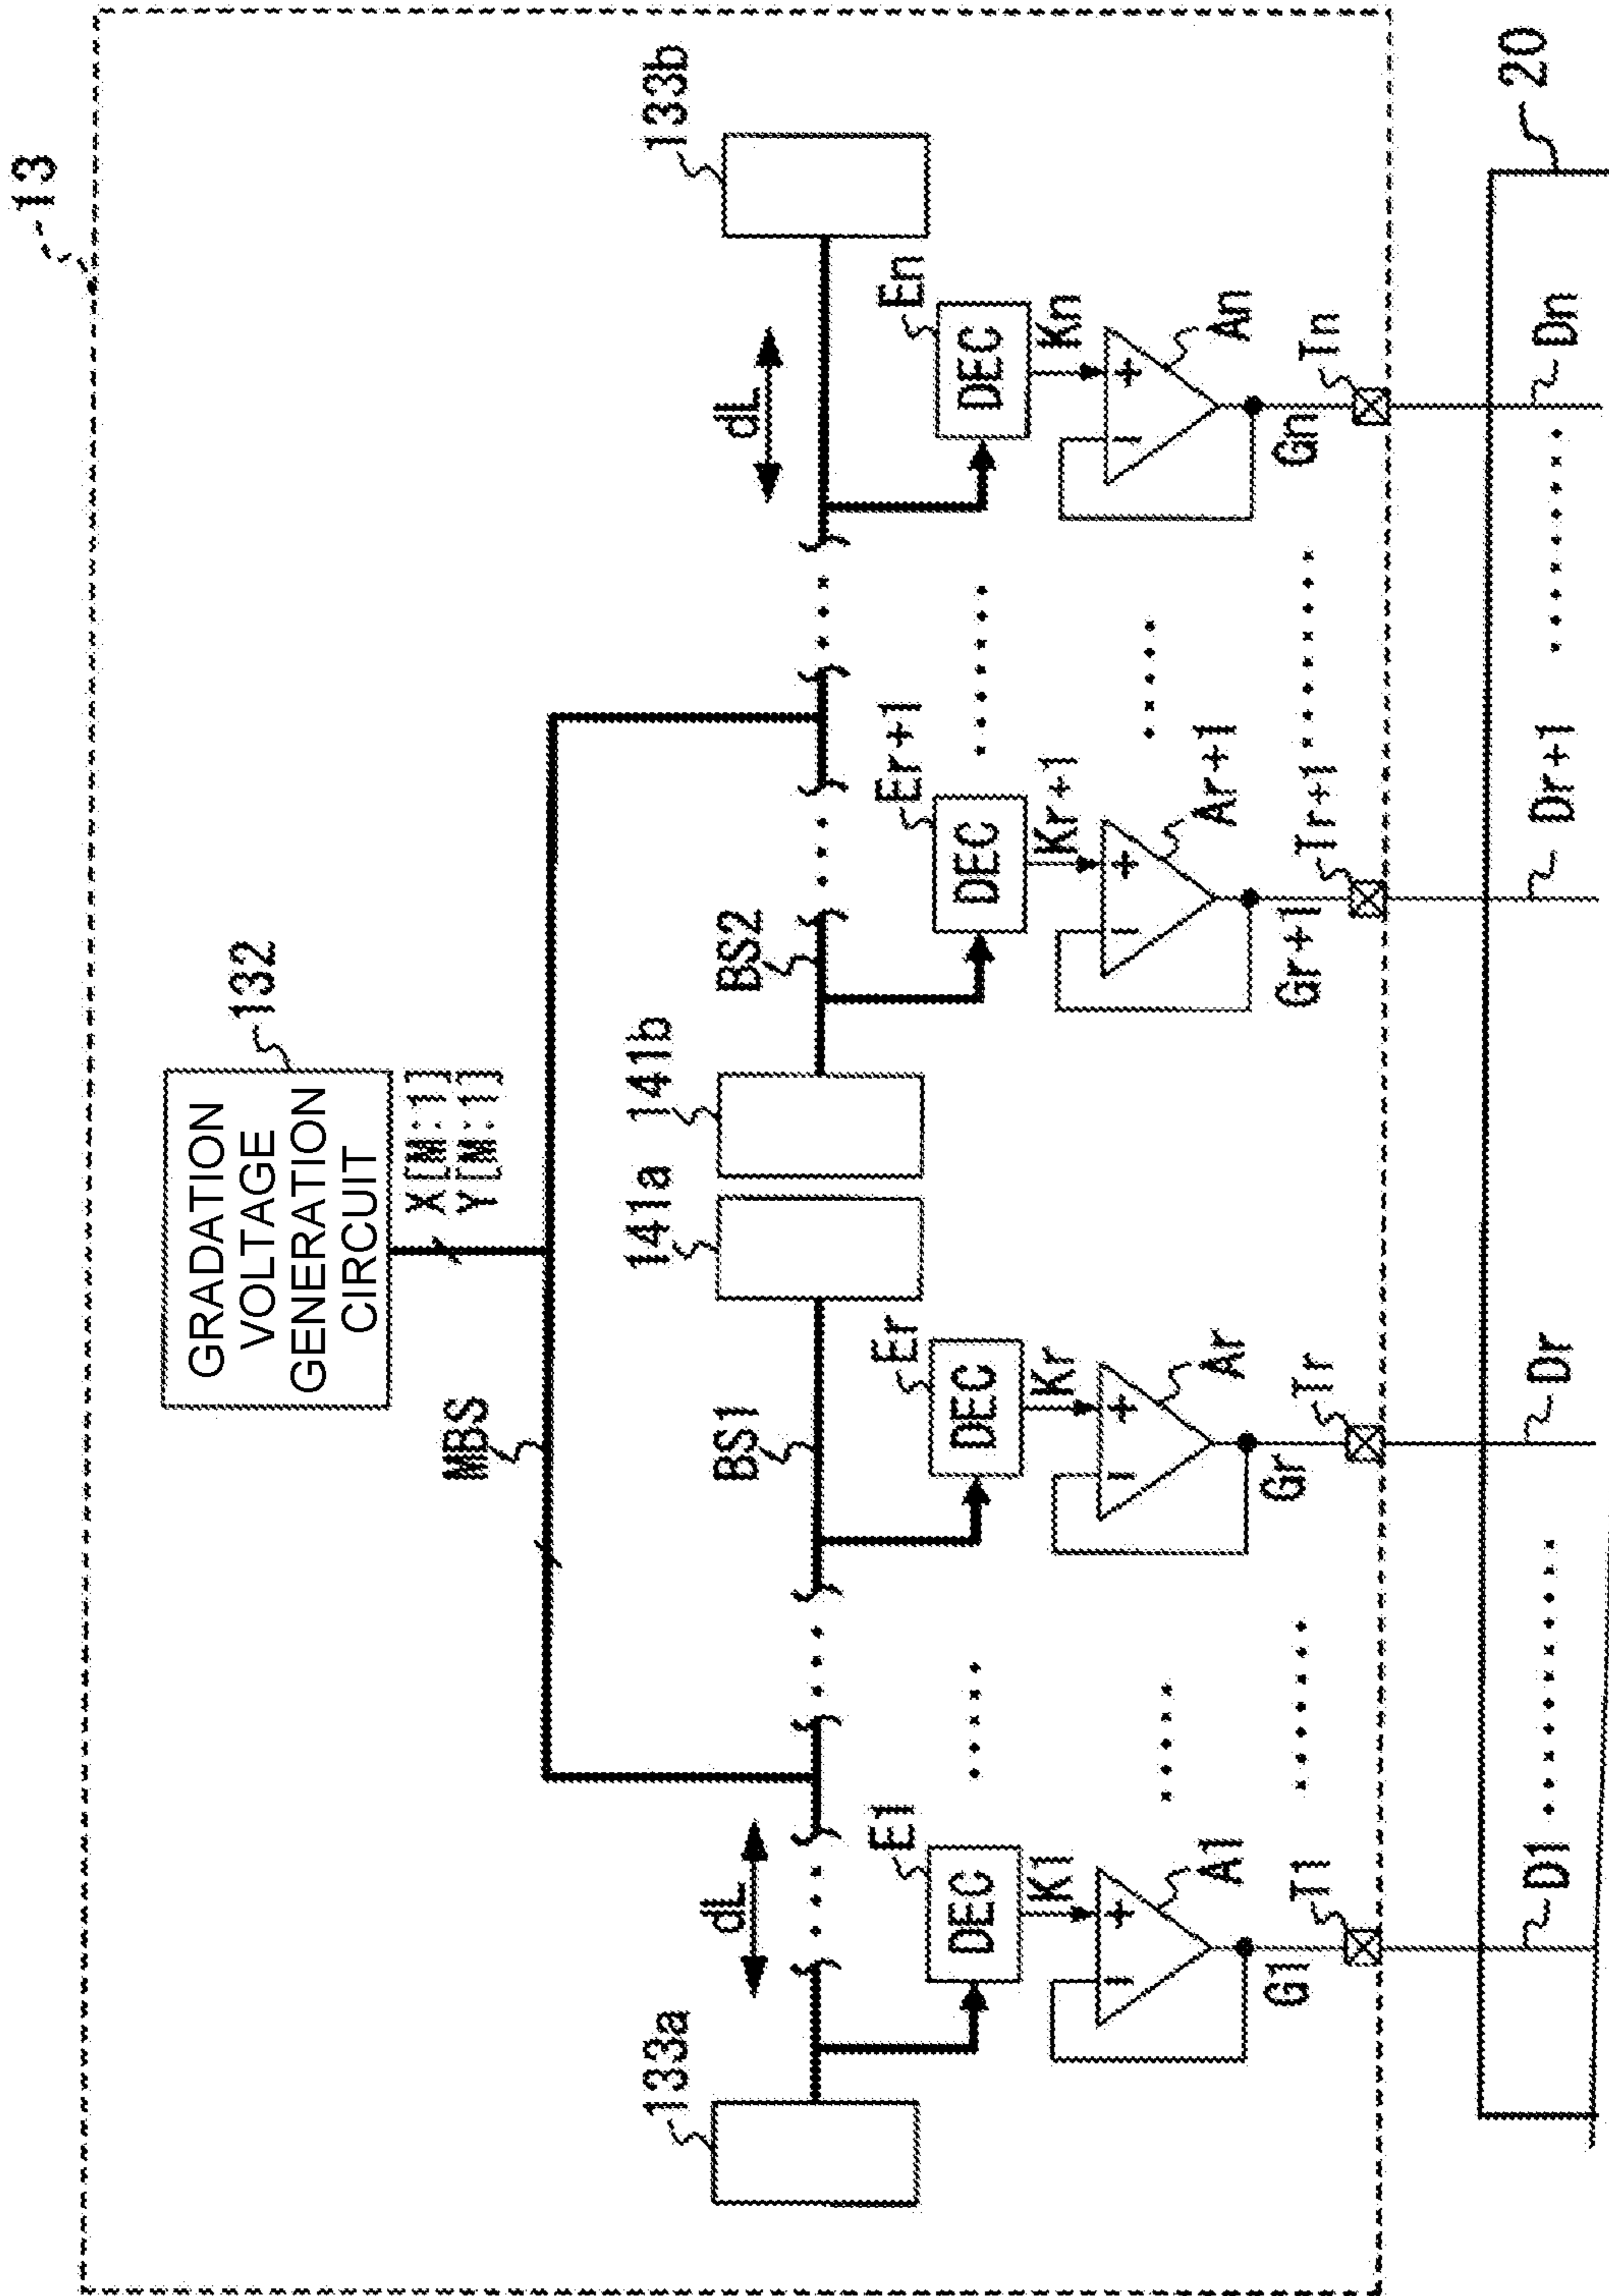 13
GRADATION
VOLTAGE
GENERATION
CIRCUIT
132
X[M:1]
Y[M:1]
MBS
133a
dL
BS1
141a
141b
BS2
dL
133b
E1
DEC
K1
A1
G1
T1
Er
DEC
Kr
Ar
Gr
Tr
Er+1
DEC
Kr+1
Ar+1
Gr+1
Tr+1
En
DEC
Kn
An
Gn
Tn
20
D1
Dr
Dr+1
Dn